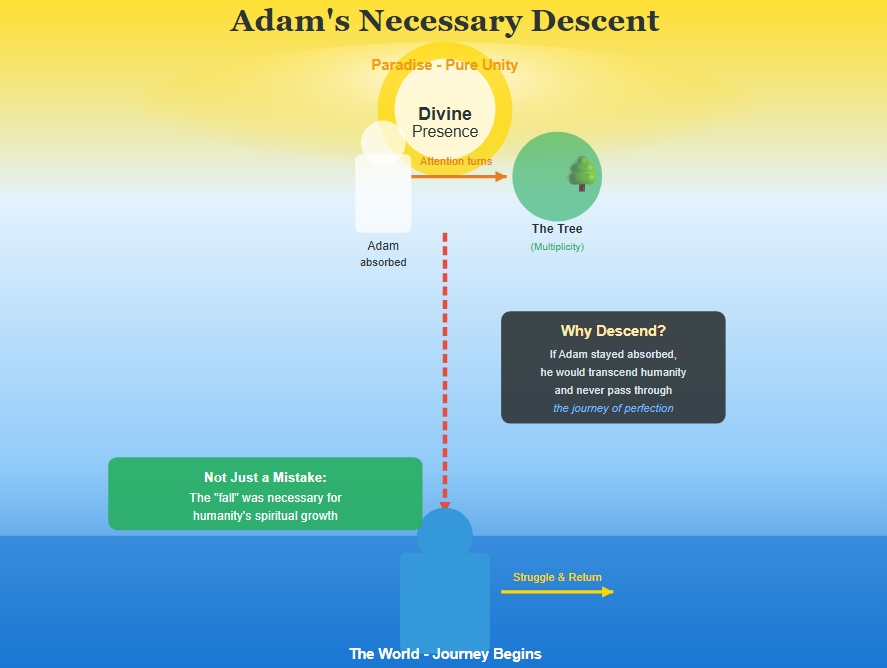 Adam's Necessary Descent
Paradise - Pure Unity
Divine
Presence
Attention turns
The Tree
(Multiplicity)
Adam
absorbed
Why Descend?
If Adam stayed absorbed,
he would transcend humanity
and never pass through
the journey of perfection
Not Just a Mistake:
The "fall" was necessary for
humanity's spiritual growth
Struggle & Return
The World - Journey Begins